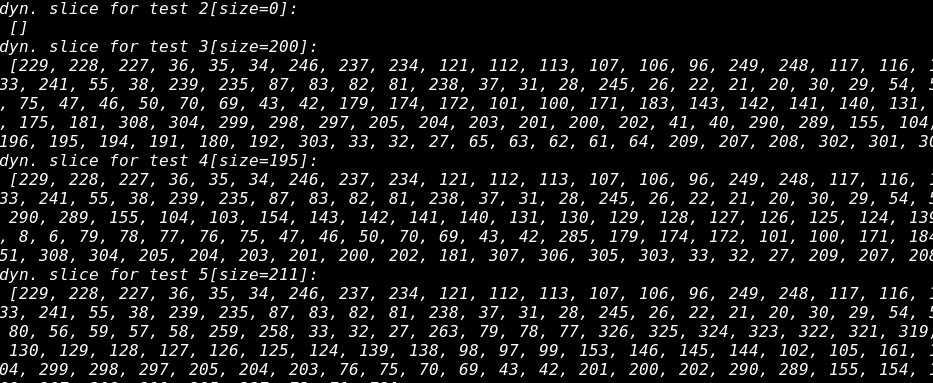 dyn. slice for test 2[size=0]:
[]
dyn. slice for test 3[size=200]:
[229, 228, 227, 36, 35, 34, 246, 237, 234, 121, 112, 113, 107, 106, 96, 249, 248, 117, 116,
33, 241, 55, 38, 239, 235, 87, 83, 82, 81, 238, 37, 31, 28, 245, 26, 22, 21, 20, 30, 29, 54,
, 75, 47, 46, 50, 70, 69, 43, 42, 179, 174, 172, 101, 100, 171, 183, 143, 142, 141, 140, 131,
, 175, 181, 308, 304, 299, 298, 297, 205, 204, 203, 201, 200, 202, 41, 40, 290, 289, 155, 104,
196, 195, 194, 191, 180, 192, 303, 33, 32, 27, 65, 63, 62, 61, 64, 209, 207, 208, 302, 301,
dyn. slice for test 4[size=195]:
[229, 228, 227, 36, 35, 34, 246, 237, 234, 121, 112, 113, 107, 106, 96, 249, 248, 117, 116,
33, 241, 55, 38, 239, 235, 87, 83, 82, 81, 238, 37, 31, 28, 245, 26, 22, 21, 20, 30, 29, 54,
290, 289, 155, 104, 103, 154, 143, 142, 141, 140, 131, 130, 129, 128, 127, 126, 125, 124, 139
, 8, 6, 79, 78, 77, 76, 75, 47, 46, 50, 70, 69, 43, 42, 285, 179, 174, 172, 101, 100, 171, 184
51, 308, 304, 205, 204, 203, 201, 200, 202, 181, 307, 306, 305, 303, 33, 32, 27, 209, 207, 208
dyn. slice for test 5[size=211]:
[229, 228, 227, 36, 35, 34, 246, 237, 234, 121, 112, 113, 107, 106, 96, 249, 248, 117, 116,
33, 241, 55, 38, 239, 235, 87, 83, 82, 81, 238, 37, 31, 28, 245, 26, 22, 21, 20, 30, 29, 54,
80, 56, 59, 57, 58, 259, 258, 33, 32, 27, 263, 79, 78, 77, 326, 325, 324, 323, 322, 321, 319,
130, 129, 128, 127, 126, 125, 124, 139, 138, 98, 97, 99, 153, 146, 145, 144, 102, 105, 161,
04, 299, 298, 297, 205, 204, 203, 76, 75, 70, 69, 43, 42, 201, 200, 202, 290, 289, 155, 154,